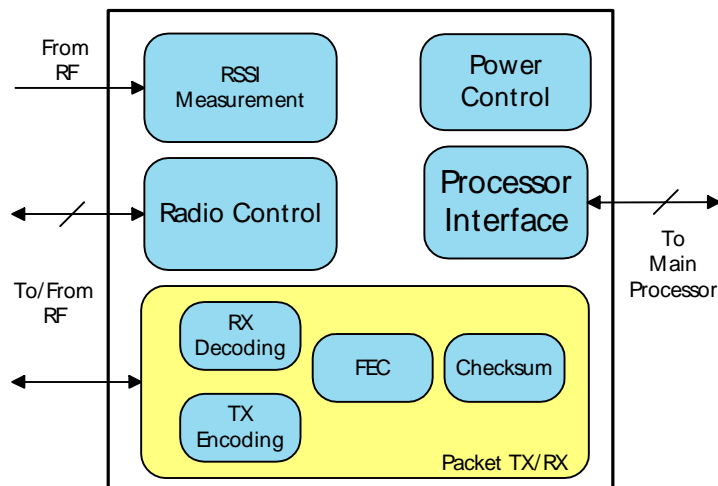 From
RF
RSSI
Measurement
Power
Control
Radio Control
Processor
Interface
To
Main
Processor
To/From
RF
RX
Decoding
FEC
Checksum
TX
Encoding
Packet TX/RX